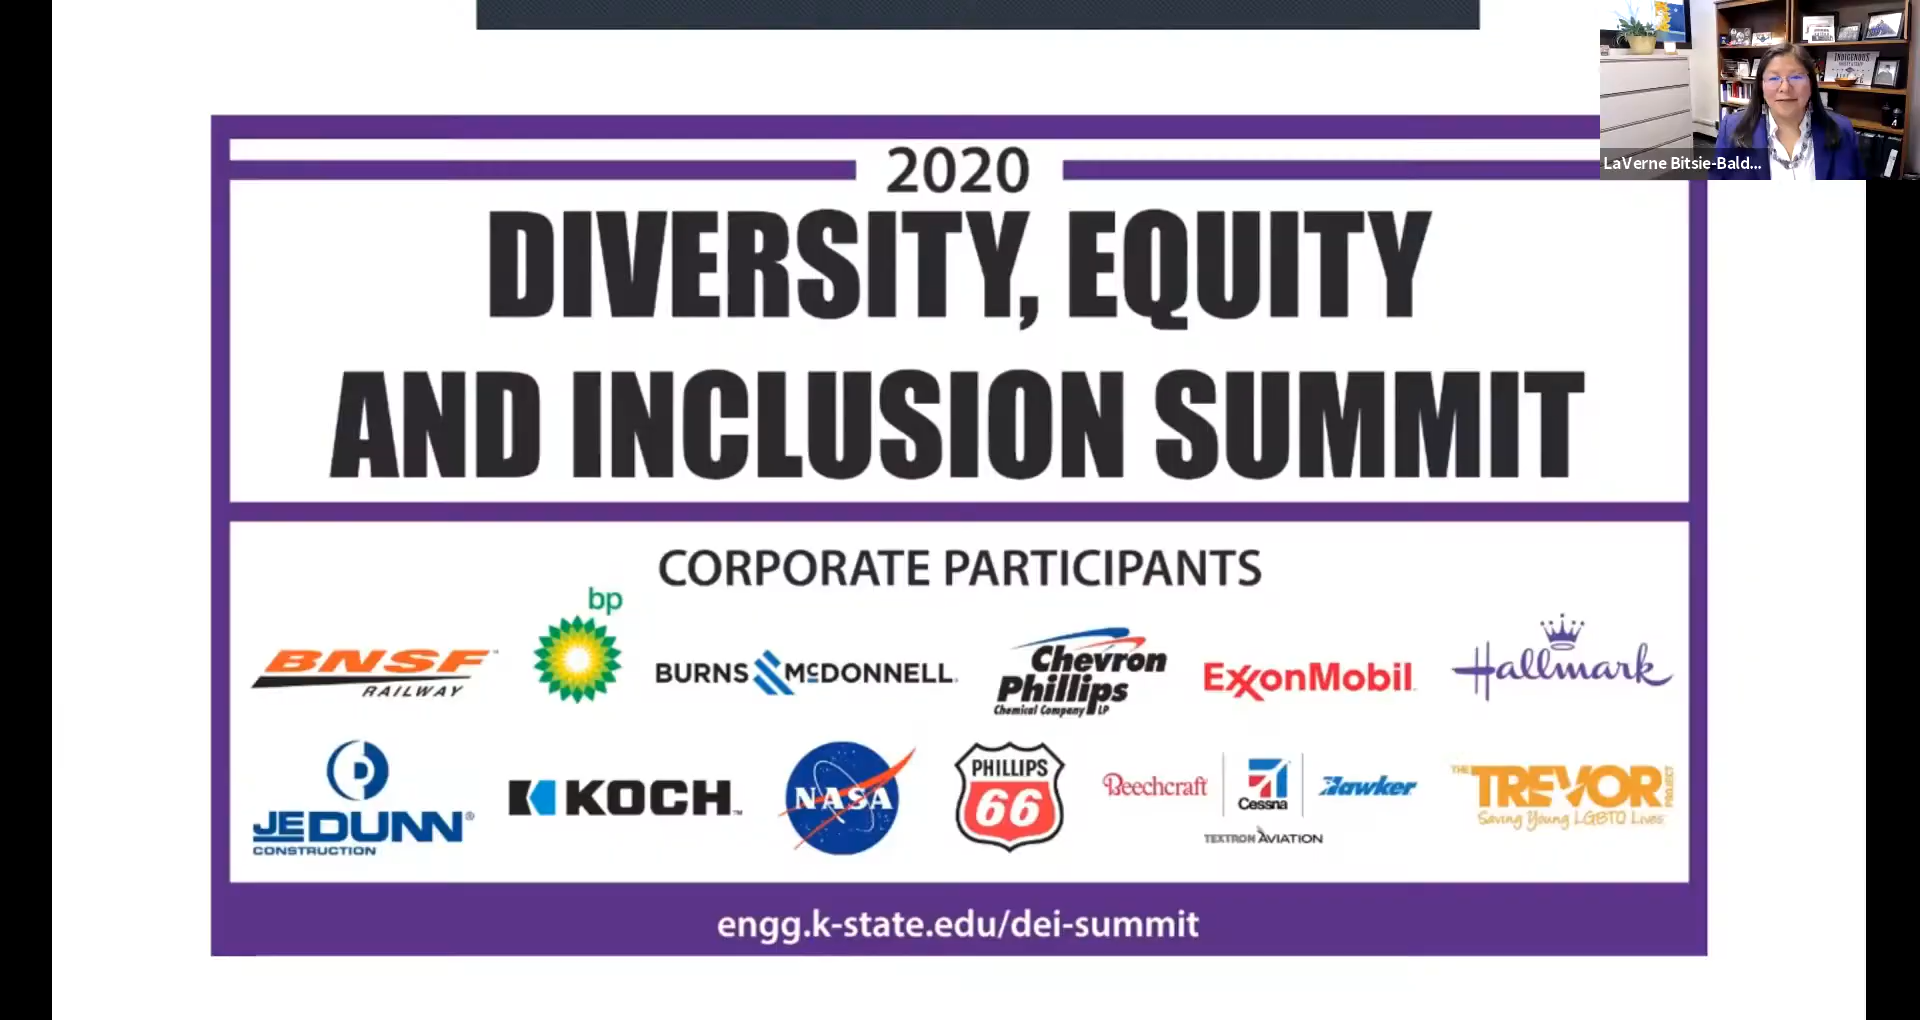 INDIGENOUS
LaVerne Bitsie-Bald...
2020
DIVERSITY, EQUITY
AND INCLUSION SUMMIT
CORPORATE PARTICIPANTS
BNSF
RAILWAY
bp
BURNS McDONNELL
Chevron
Phillips
Chemical Company LP
ExxonMobil
Hallmark
JE DUNN®
CONSTRUCTION
KOCH™
NASA
PHILLIPS
66
Beechcraft
Cessna
Hawker
TEXTRON AVIATION
THE TREVOR PROJECT
Saving Young LGBTQ Lives
engg.k-state.edu/dei-summit